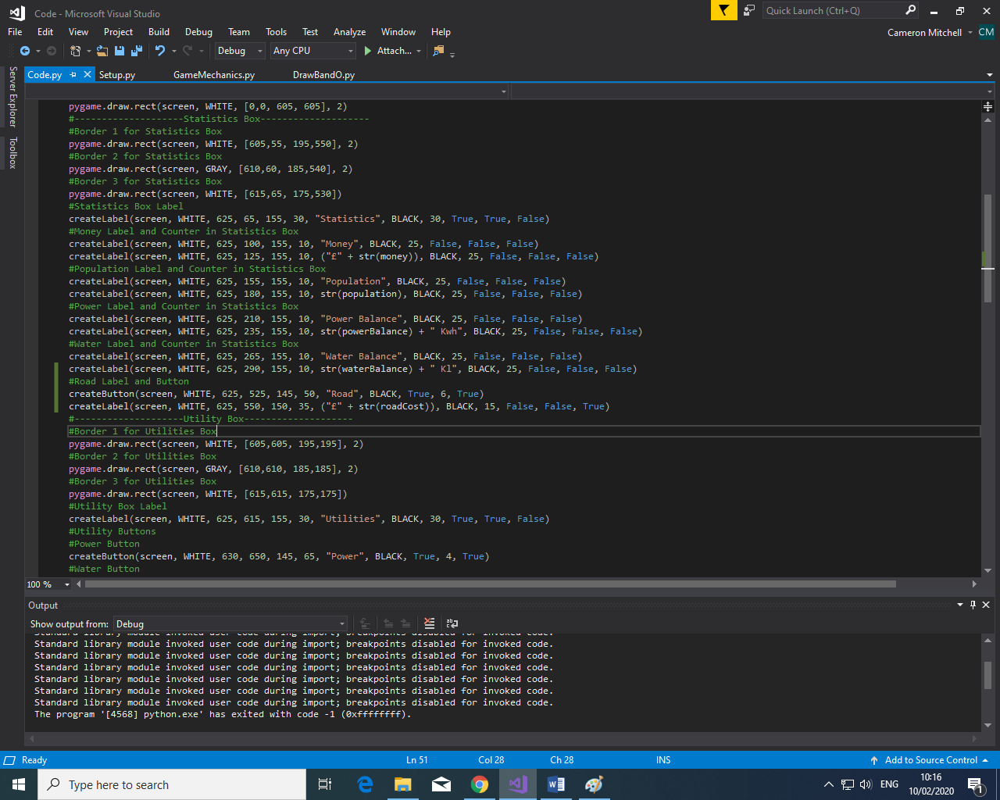 Code - Microsoft Visual Studio
Quick Launch (Ctrl+Q)
File Edit View Project Build Debug Team Tools Test Analyze Window Help
Cameron Mitchell CM
Debug Any CPU Attach...
Server Explorer
Toolbox
Code.py Setup.py GameMechanics.py DrawBandO.py
pygame.draw.rect(screen, WHITE, [0,0, 605, 605], 2)
#--------------------Statistics Box--------------------
#Border 1 for Statistics Box
pygame.draw.rect(screen, WHITE, [605,55, 195,550], 2)
#Border 2 for Statistics Box
pygame.draw.rect(screen, GRAY, [610,60, 185,540], 2)
#Border 3 for Statistics Box
pygame.draw.rect(screen, WHITE, [615,65, 175,530])
#Statistics Box Label
createLabel(screen, WHITE, 625, 65, 155, 30, "Statistics", BLACK, 30, True, True, False)
#Money Label and Counter in Statistics Box
createLabel(screen, WHITE, 625, 100, 155, 10, "Money", BLACK, 25, False, False, False)
createLabel(screen, WHITE, 625, 125, 155, 10, ("£" + str(money)), BLACK, 25, False, False, False)
#Population Label and Counter in Statistics Box
createLabel(screen, WHITE, 625, 155, 155, 10, "Population", BLACK, 25, False, False, False)
createLabel(screen, WHITE, 625, 180, 155, 10, str(population), BLACK, 25, False, False, False)
#Power Label and Counter in Statistics Box
createLabel(screen, WHITE, 625, 210, 155, 10, "Power Balance", BLACK, 25, False, False, False)
createLabel(screen, WHITE, 625, 235, 155, 10, str(powerBalance) + " Kwh", BLACK, 25, False, False, False)
#Water Label and Counter in Statistics Box
createLabel(screen, WHITE, 625, 265, 155, 10, "Water Balance", BLACK, 25, False, False, False)
createLabel(screen, WHITE, 625, 290, 155, 10, str(waterBalance) + " Kl", BLACK, 25, False, False, False)
#Road Label and Button
createButton(screen, WHITE, 625, 525, 145, 50, "Road", BLACK, True, 6, True)
createLabel(screen, WHITE, 625, 550, 150, 35, ("£" + str(roadCost)), BLACK, 15, False, False, True)
#--------------------Utility Box--------------------
#Border 1 for Utilities Box
pygame.draw.rect(screen, WHITE, [605,605, 195,195], 2)
#Border 2 for Utilities Box
pygame.draw.rect(screen, GRAY, [610,610, 185,185], 2)
#Border 3 for Utilities Box
pygame.draw.rect(screen, WHITE, [615,615, 175,175])
#Utility Box Label
createLabel(screen, WHITE, 625, 615, 155, 30, "Utilities", BLACK, 30, True, True, False)
#Utility Buttons
#Power Button
createButton(screen, WHITE, 630, 650, 145, 65, "Power", BLACK, True, 4, True)
#Water Button
100 %
Output
Show output from: Debug
Standard library module invoked user code during import; breakpoints disabled for invoked code.
Standard library module invoked user code during import; breakpoints disabled for invoked code.
Standard library module invoked user code during import; breakpoints disabled for invoked code.
Standard library module invoked user code during import; breakpoints disabled for invoked code.
Standard library module invoked user code during import; breakpoints disabled for invoked code.
Standard library module invoked user code during import; breakpoints disabled for invoked code.
Standard library module invoked user code during import; breakpoints disabled for invoked code.
The program '[4568] python.exe' has exited with code -1 (0xffffffff).
Ready Ln 51 Col 28 Ch 28 INS Add to Source Control
Type here to search
ENG
10:16
10/02/2020
1